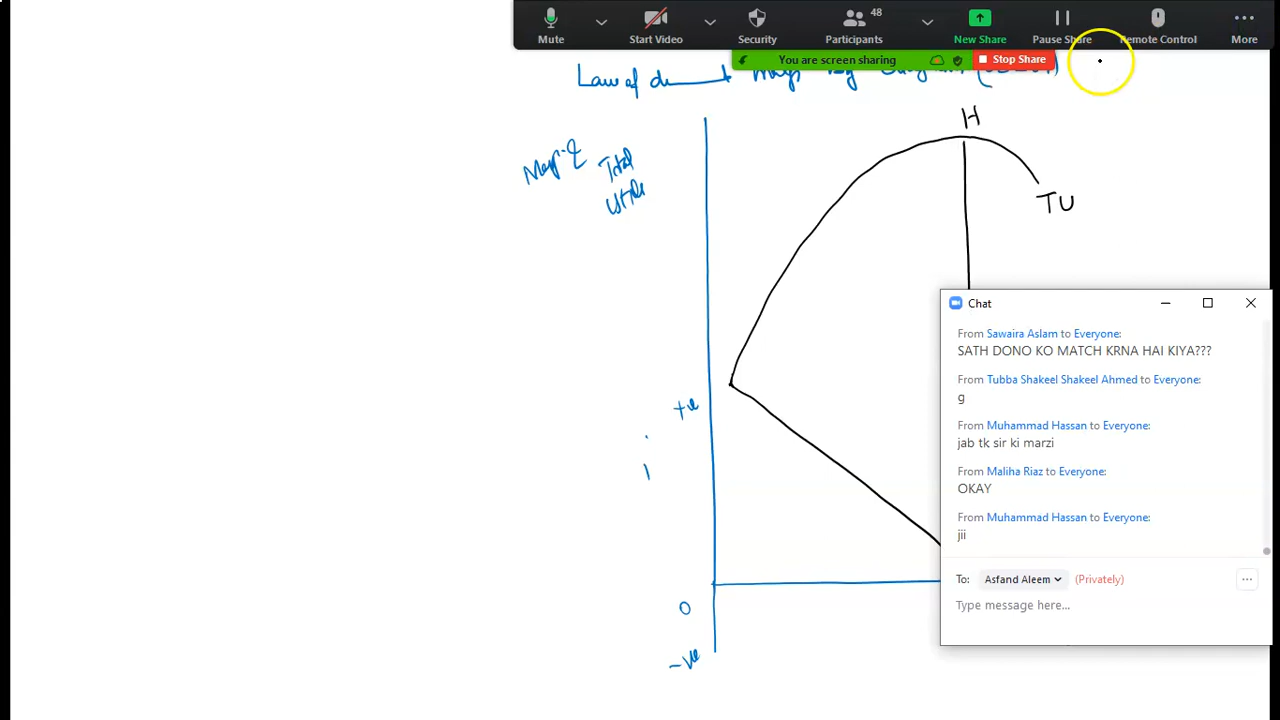 48
Mute
Start Video
Security
Participants
New Share
Pause Share
Remote Control
More
You are screen sharing
Stop Share
Law of
By
H
Total
TU
+ve
0
-ve
Chat
From Sawaira Aslam to Everyone:
SATH DONO KO MATCH KRNA HAI KIYA???
From Tubba Shakeel Shakeel Ahmed to Everyone:
g
From Muhammad Hassan to Everyone:
jab tk sir ki marzi
From Maliha Riaz to Everyone:
OKAY
From Muhammad Hassan to Everyone:
jii
To: Asfand Aleem (Privately)
Type message here...